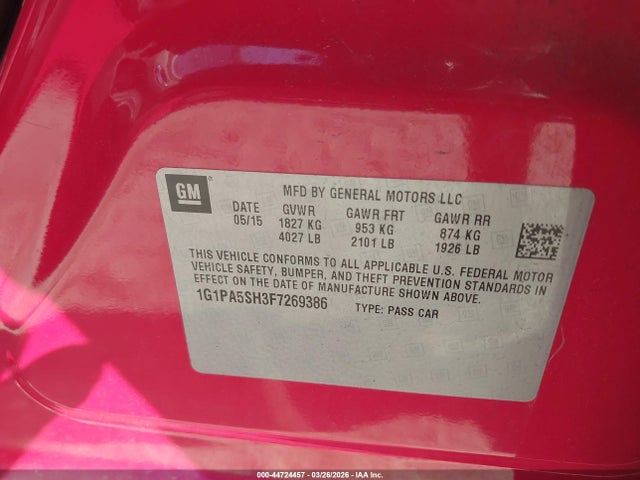 GM
MFD BY GENERAL MOTORS LLC
DATE GVWR GAWR FRT GAWR RR
05/15 1827 KG 953 KG 874 KG
4027 LB 2101 LB 1926 LB
THIS VEHICLE CONFORMS TO ALL APPLICABLE U.S. FEDERAL MOTOR
VEHICLE SAFETY, BUMPER, AND THEFT PREVENTION STANDARDS IN
EFFECT ON THE DATE OF MANUFACTURE SHOWN ABOVE.
1G1PA5SH3F7269386 TYPE: PASS CAR
000-44724457 - 03/26/2026 - IAA Inc.